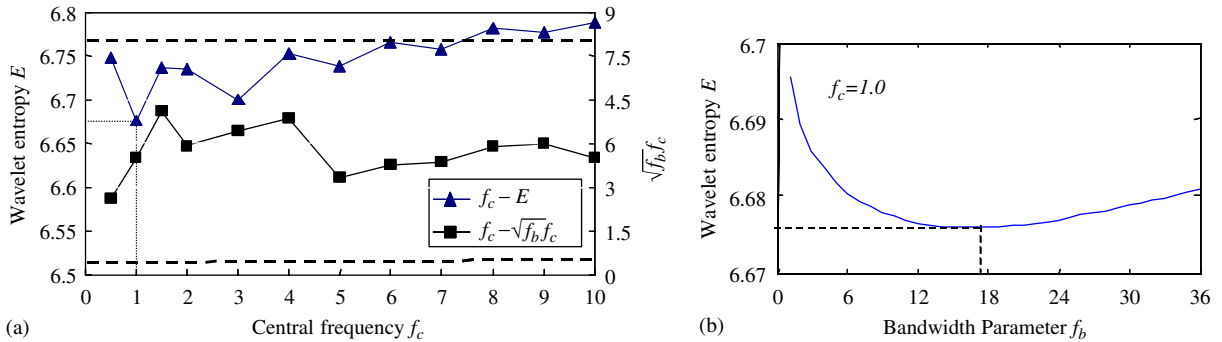 6.8
6.75
6.7
6.65
6.6
6.55
6.5
Wavelet entropy E
9
7.5
4.5
6
3
1.5
0
√f_b f_c
f_c – E
f_c – √f_b f_c
0 1 2 3 4 5 6 7 8 9 10
(a)
Central frequency f_c
6.7
6.69
6.68
6.67
Wavelet entropy E
f_c=1.0
0 6 12 18 24 30 36
(b)
Bandwidth Parameter f_b